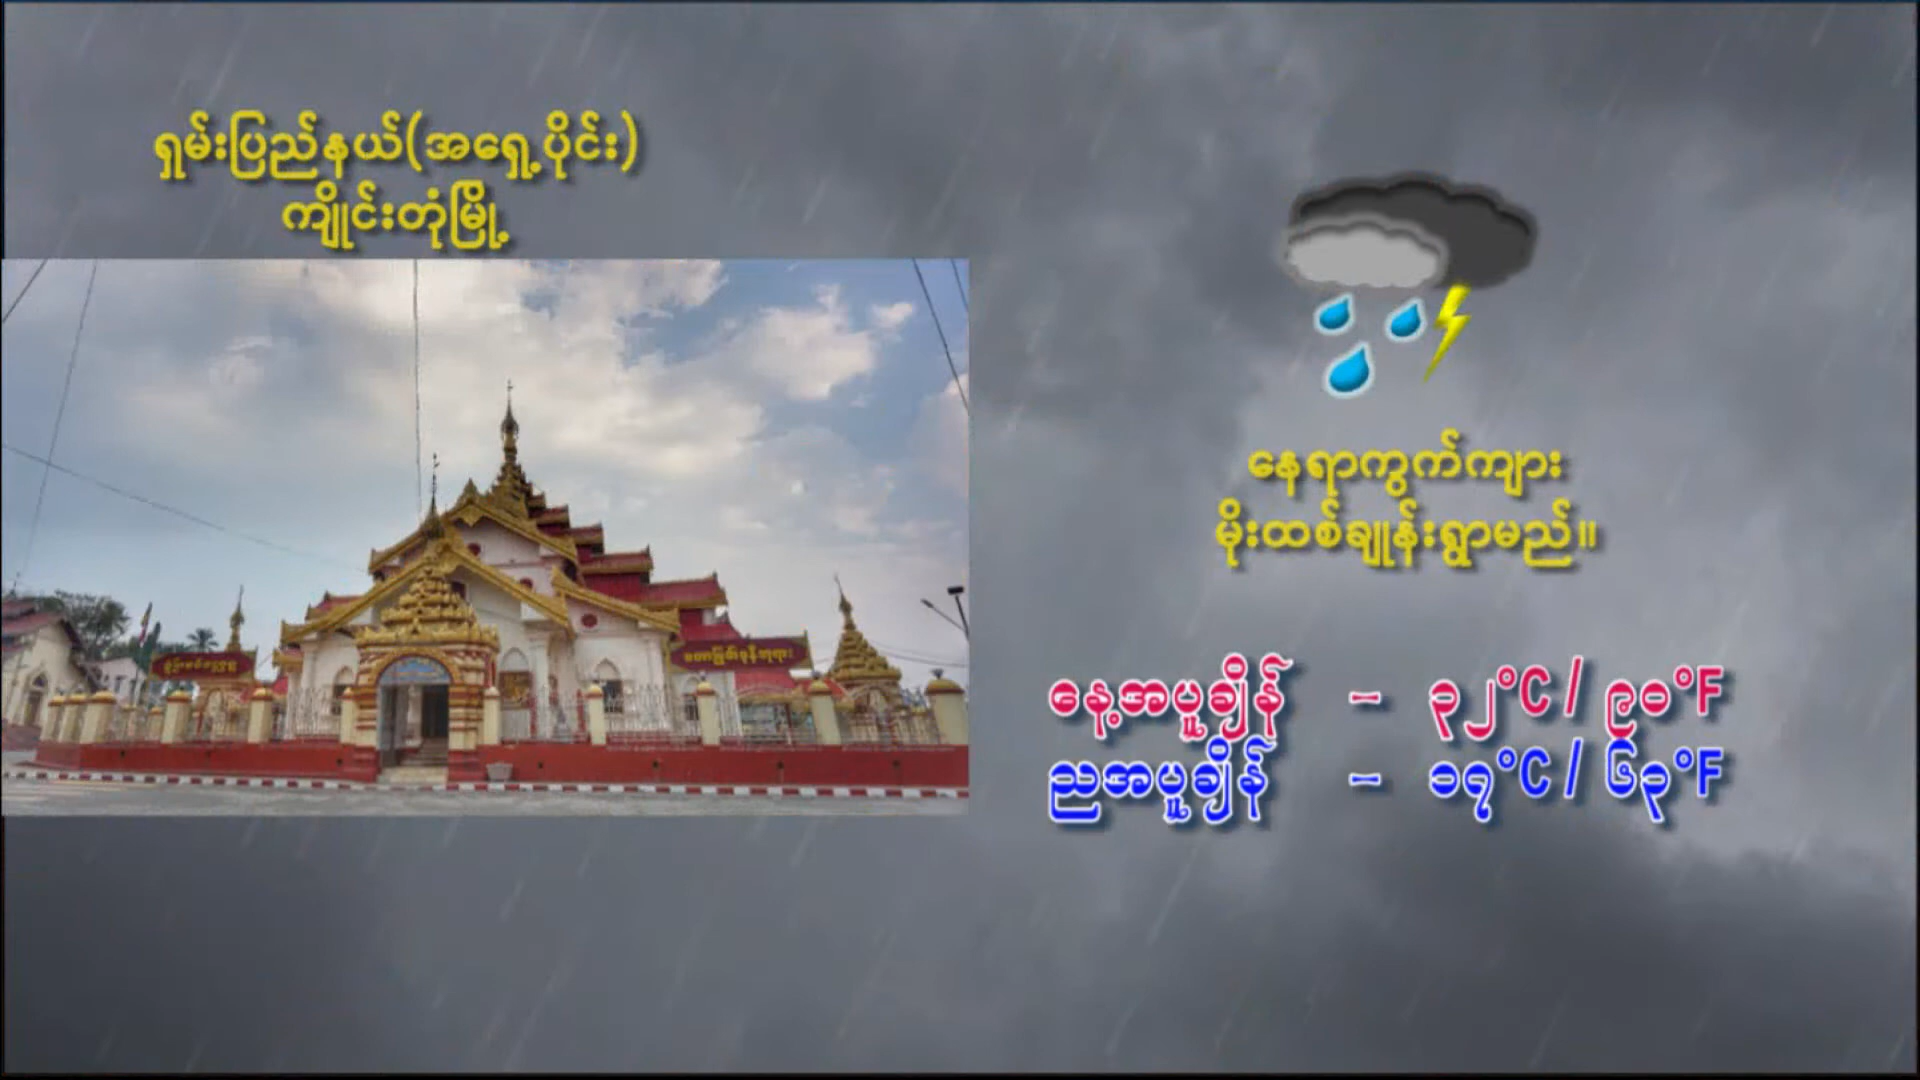 ရှမ်းပြည်နယ်(အရှေ့ပိုင်း)
ကျိုင်းတုံမြို့
နေရာကွက်ကျား
မိုးထစ်ချုန်းရွာမည်။
နေ့အပူချိန် - ၃၂°C / ၉၀°F
ညအပူချိန် - ၁၇°C / ၆၃°F